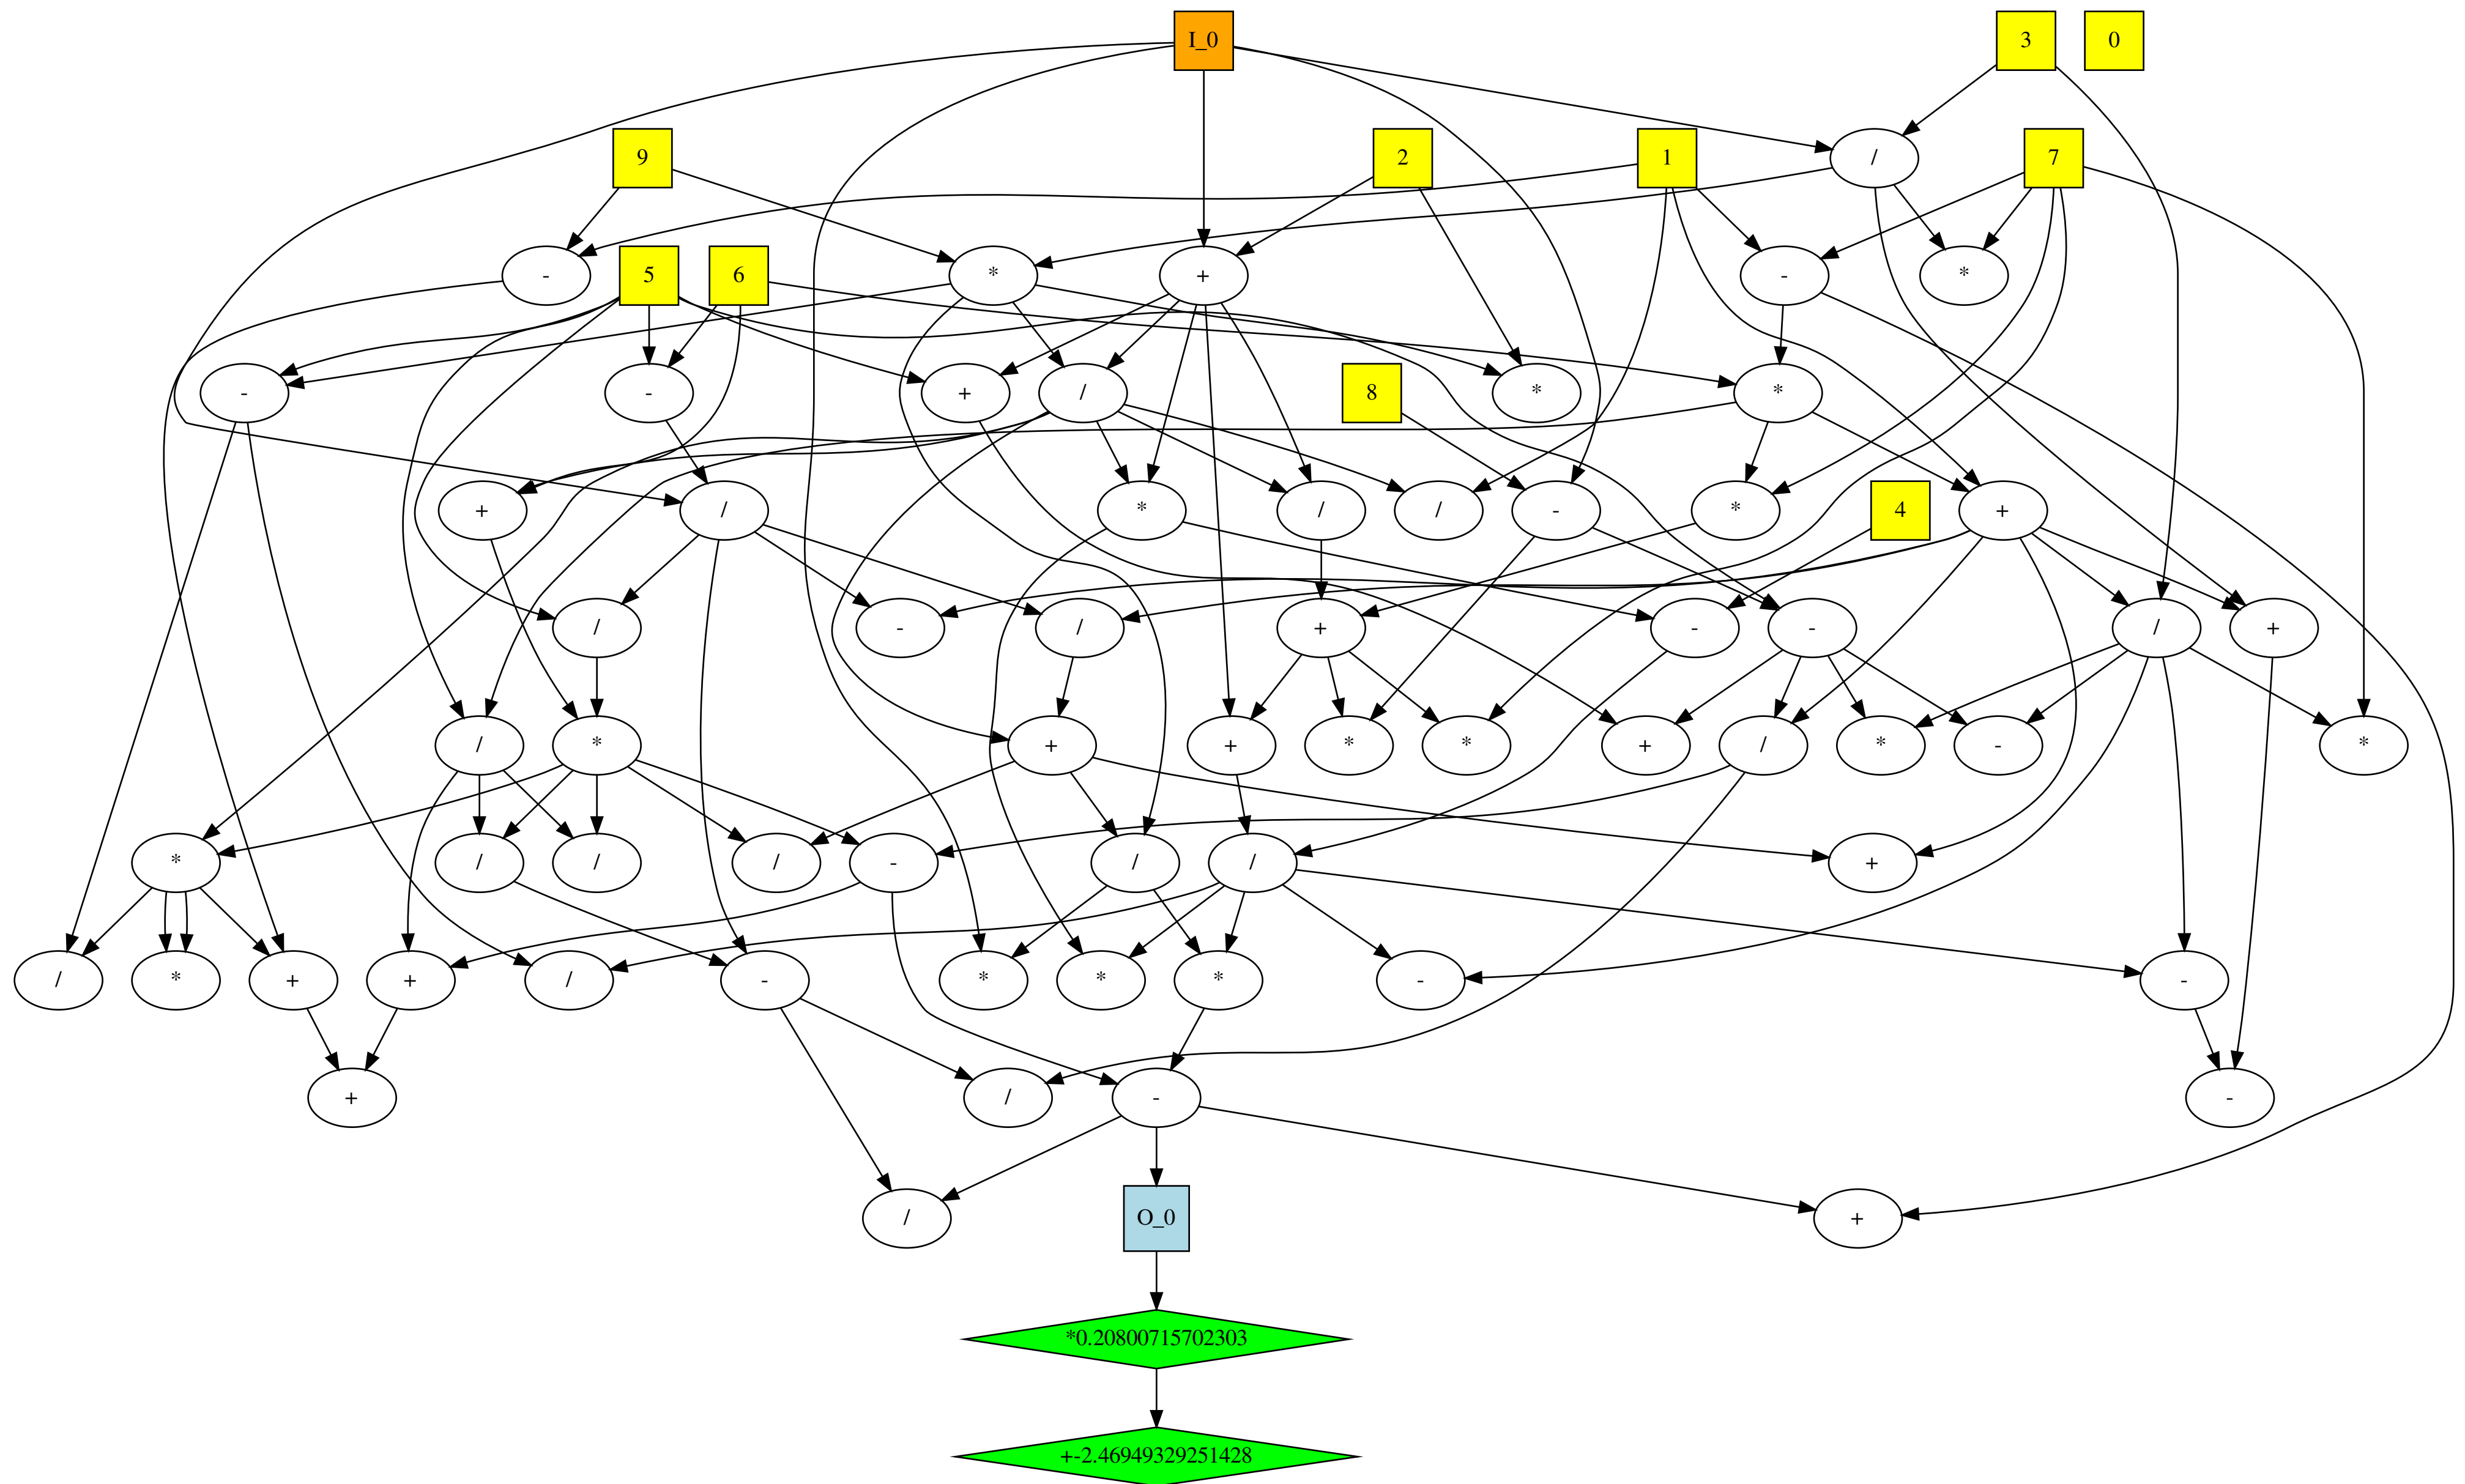 I_0 3 0
9 2 1 / 7
- 5 6 * + - *
- - + / 8 * *
+ / * / / - * 4 +
/ - / + - - / +
/ * + + * * + / * - *
* / / / - / / +
/ * + + / - * * * - -
+ / - -
/ O_0 +
*0.20800715702303
+-2.46949329251428